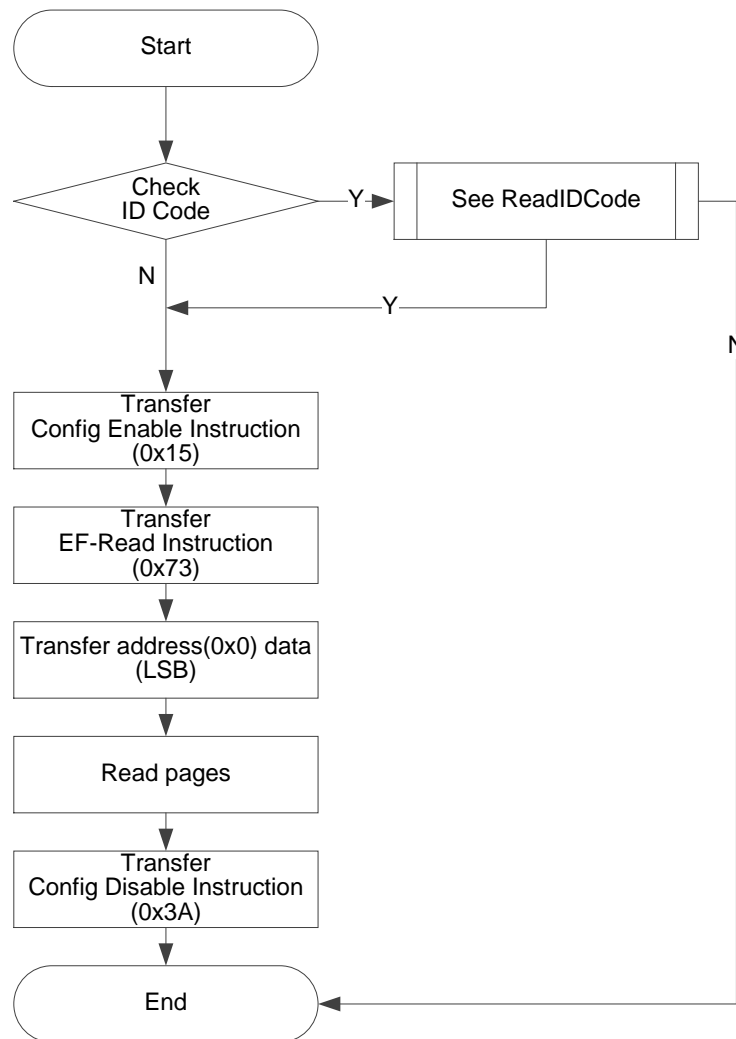 Start
Check
ID Code
Y
See ReadIDCode
N
Y
N
Transfer
Config Enable Instruction
(0x15)
Transfer
EF-Read Instruction
(0x73)
Transfer address(0x0) data
(LSB)
Read pages
Transfer
Config Disable Instruction
(0x3A)
End